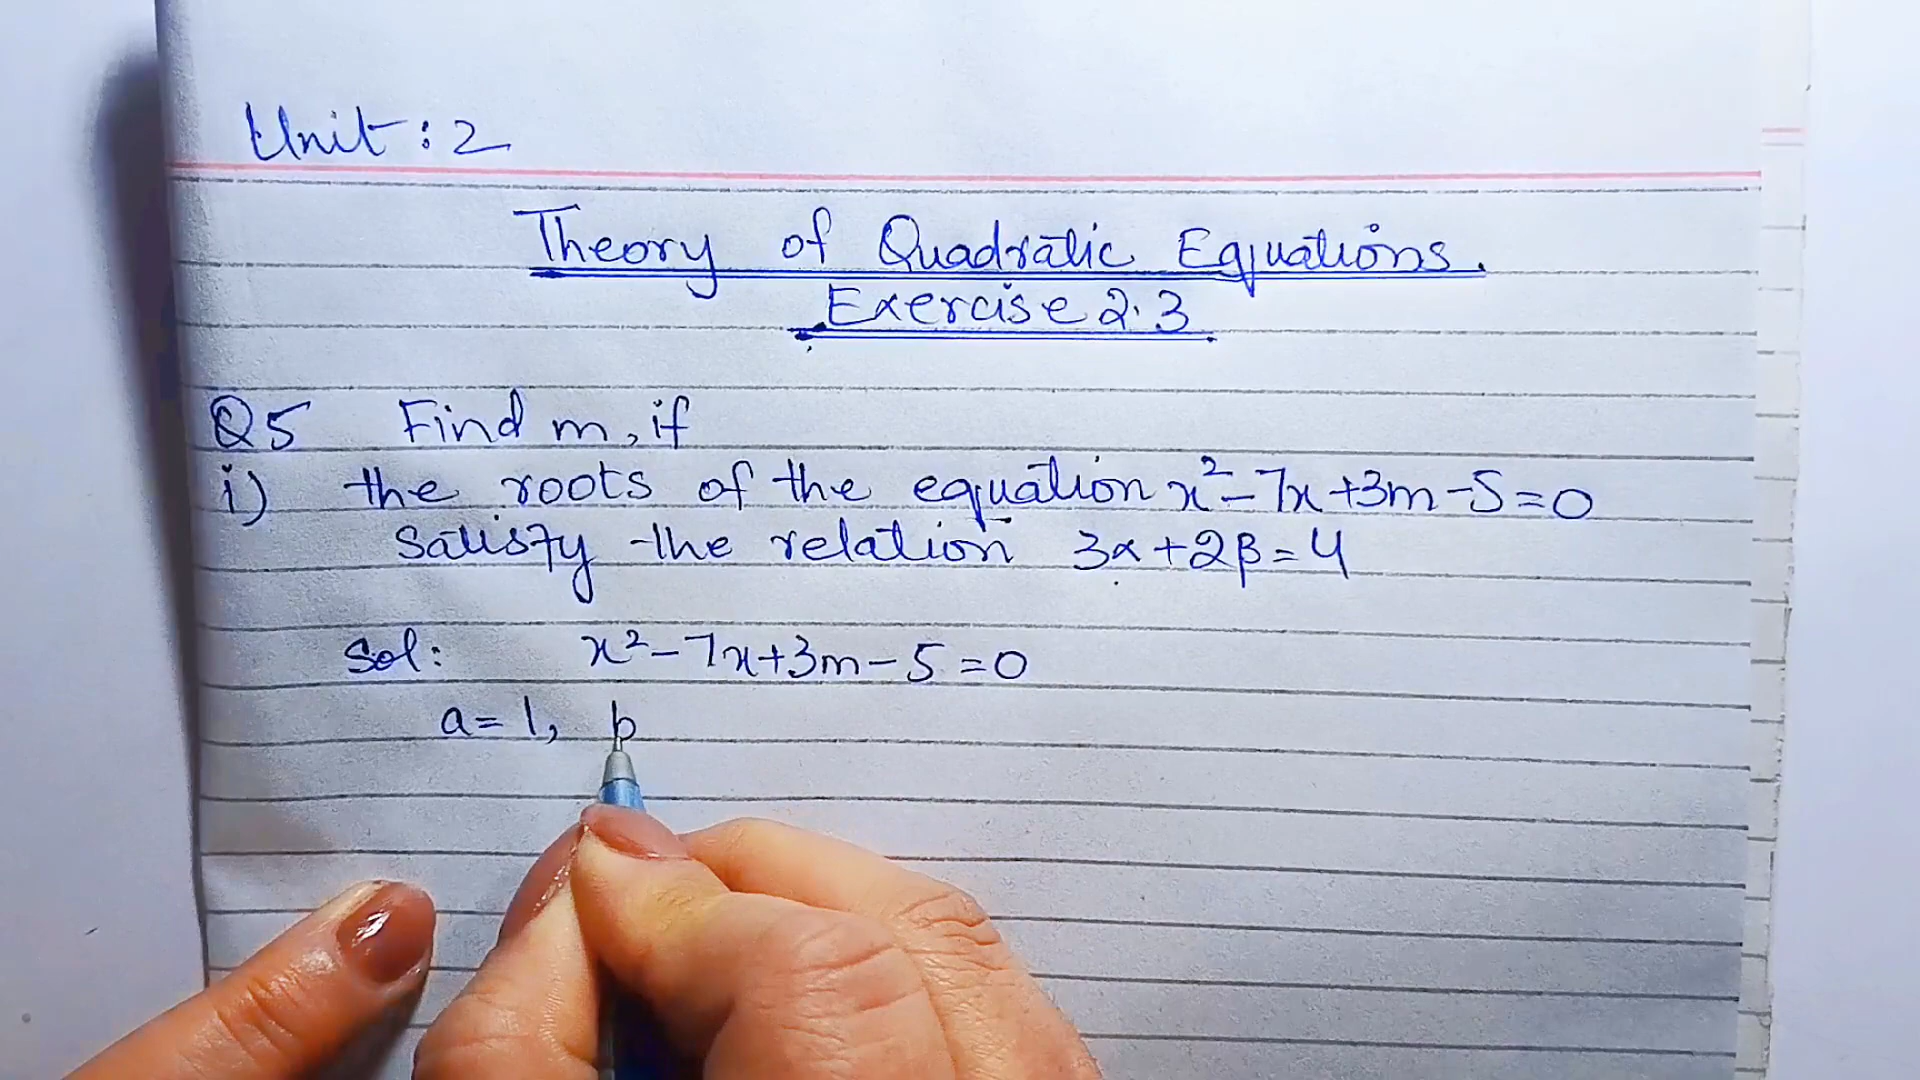 Unit: 2
Theory of Quadratic Equations.
Exercise 2.3
Q5 Find m, if
i) the roots of the equation x²-7x+3m-5=0
Satisfy the relation 3α+2β=4
Sol: x²-7x+3m-5=0
a=1, b